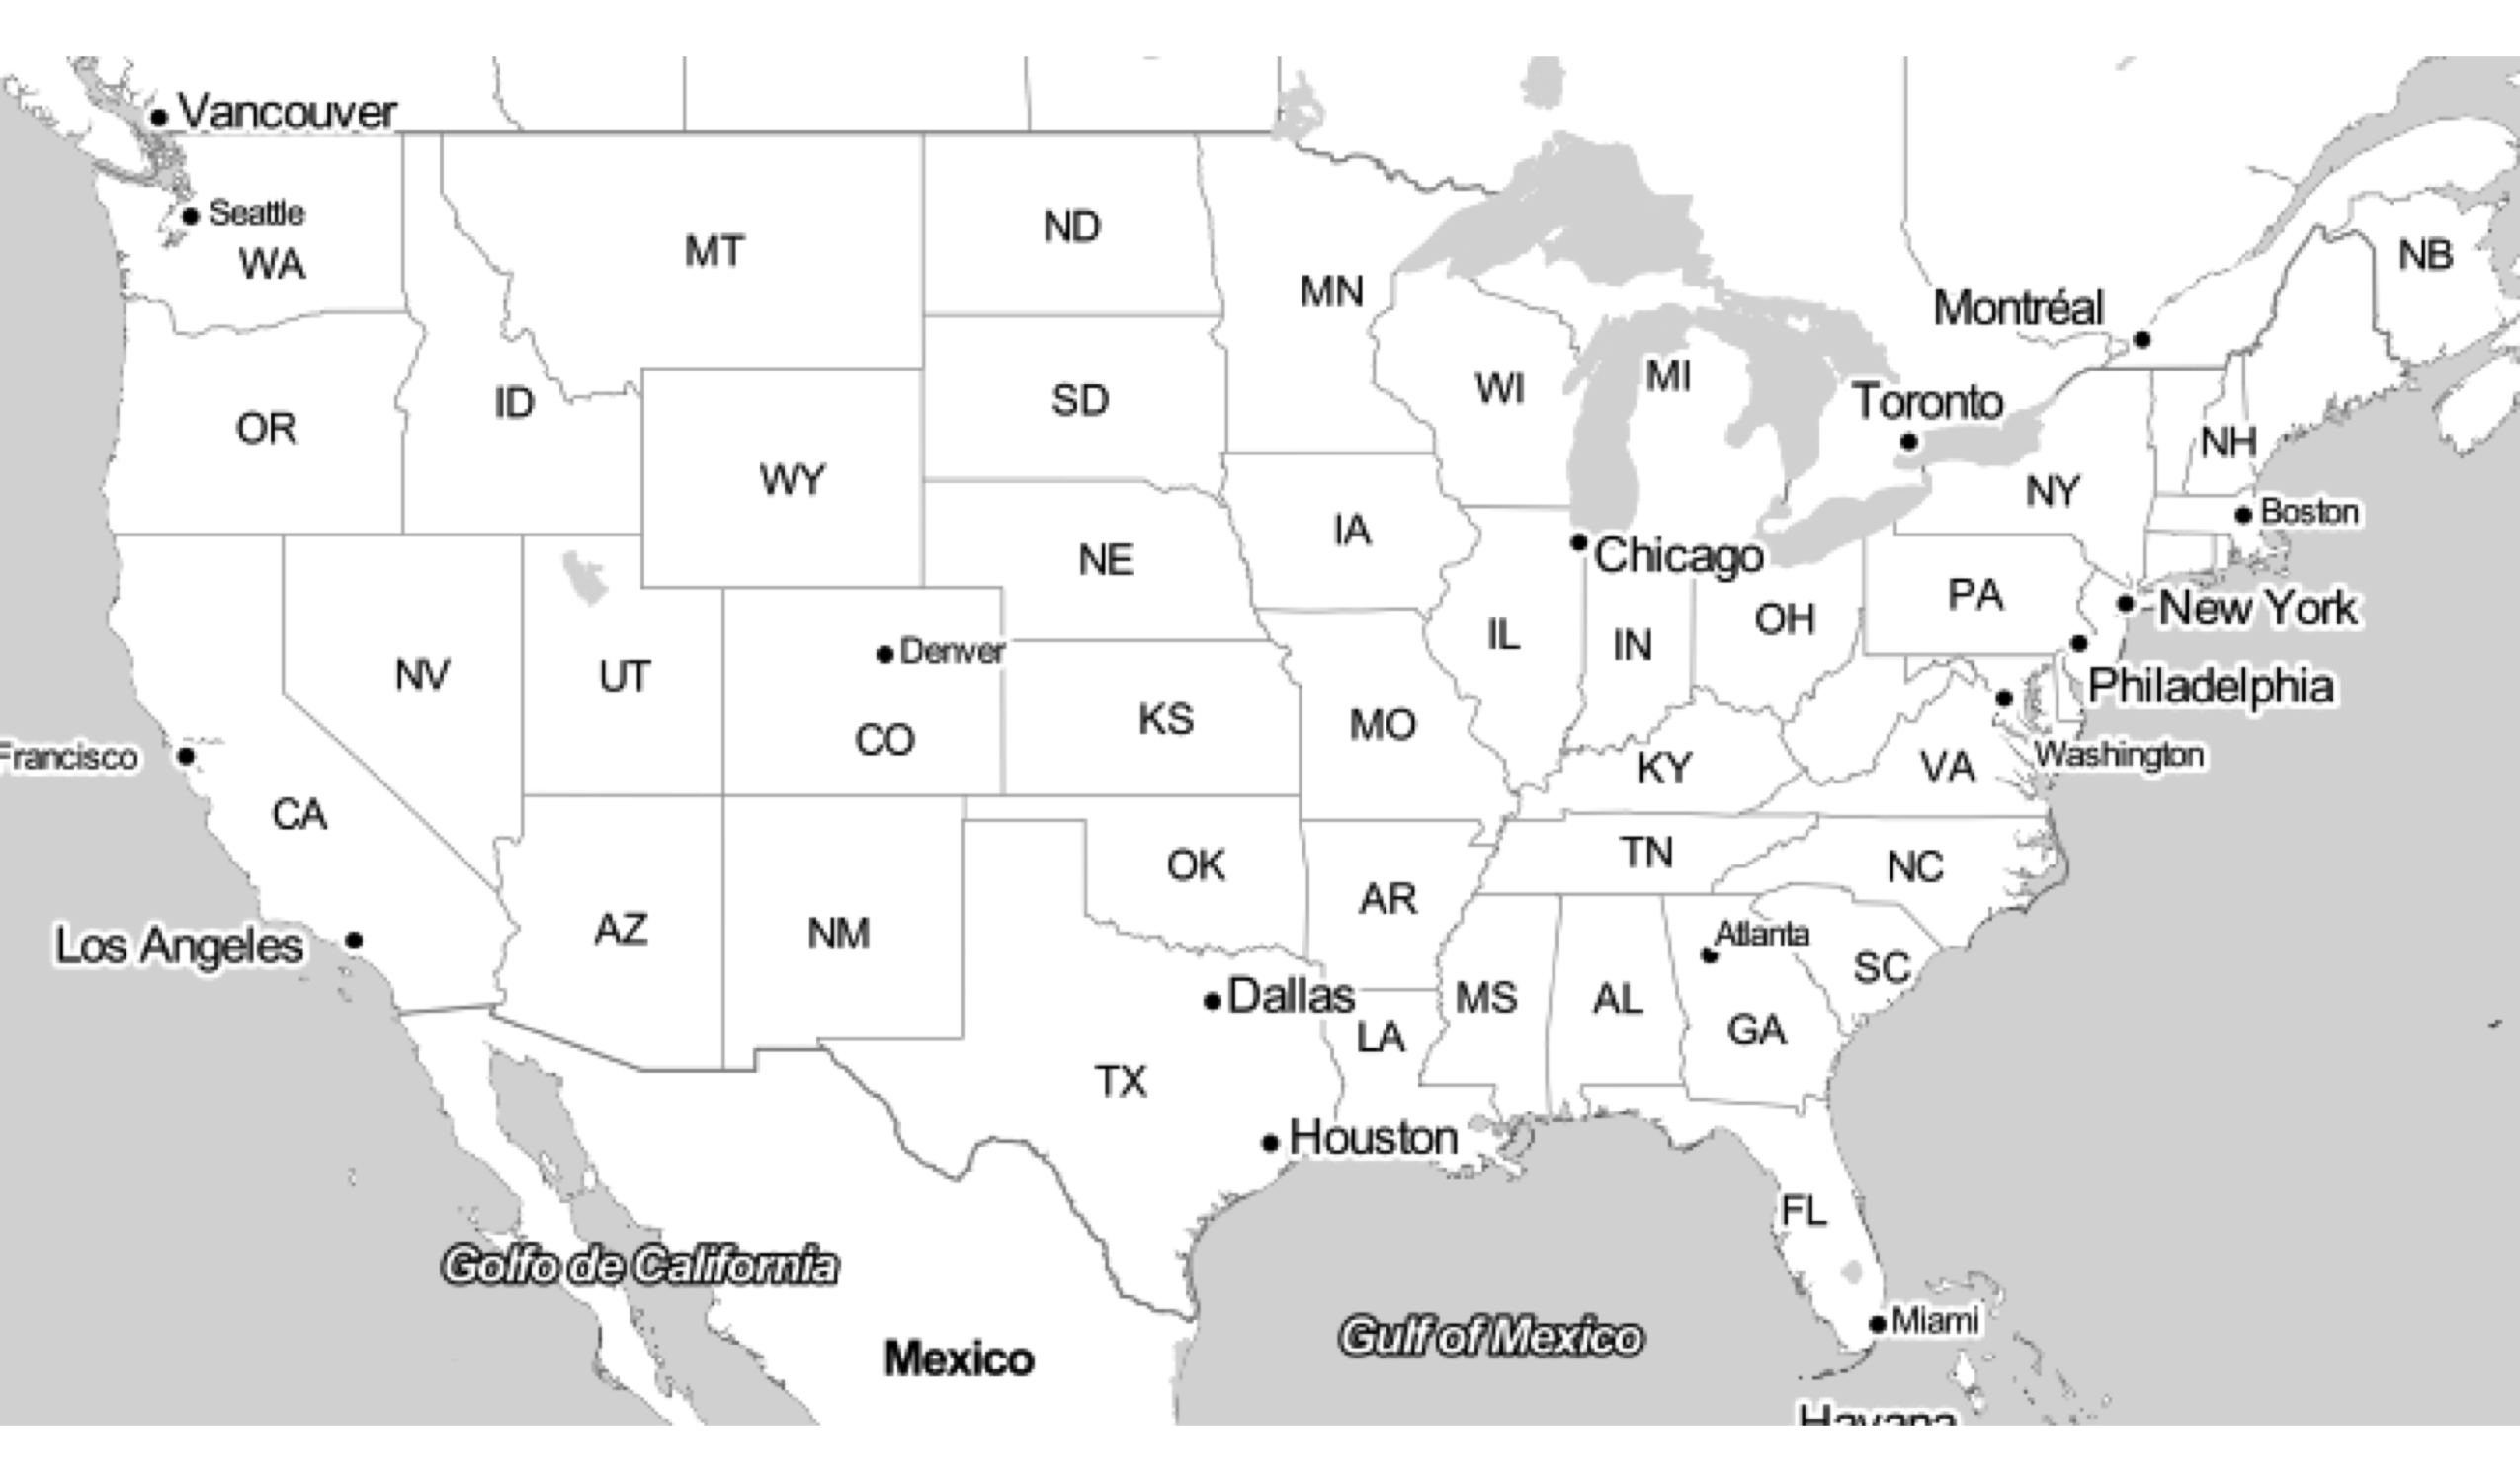 Vancouver
Seattle
WA
MT
ND
MN
NB
Montréal
OR
ID
SD
WI
MI
Toronto
NH
WY
NY
Boston
IA
NE
Chicago
PA
New York
OH
IL
IN
Denver
NV
UT
Philadelphia
KS
MO
CO
Francisco
KY
VA
Washington
CA
OK
TN
NC
AR
Los Angeles
AZ
NM
Atlanta
SC
Dallas
MS
AL
LA
GA
TX
Houston
FL
Golfo de California
Gulf of Mexico
Miami
Mexico
Havana